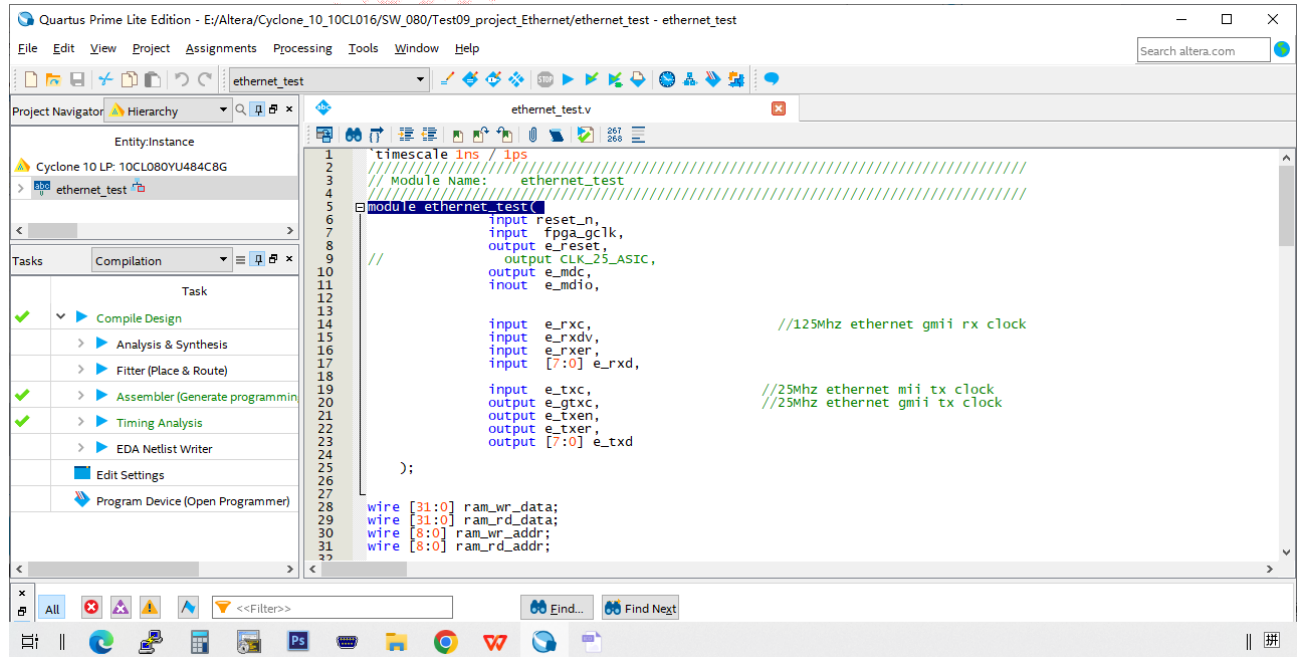 Quartus Prime Lite Edition - E:/Altera/Cyclone_10_10CL016/SW_080/Test09_project_Ethernet/ethernet_test - ethernet_test
File Edit View Project Assignments Processing Tools Window Help
Search altera.com
ethernet_test
Project Navigator Hierarchy
ethernet_test.v
Entity:Instance
Cyclone 10 LP: 10CL080YU484C8G
ethernet_test
Tasks Compilation
Task
Compile Design
Analysis & Synthesis
Fitter (Place & Route)
Assembler (Generate programmin
Timing Analysis
EDA Netlist Writer
Edit Settings
Program Device (Open Programmer)
267
268
1 `timescale 1ns / 1ps
2 //////////////////////////////////////////////////////////////////////////////////
3 // Module Name: ethernet_test
4 //////////////////////////////////////////////////////////////////////////////////
5 module ethernet_test(
6 input reset_n,
7 input fpga_gclk,
8 output e_reset,
9 // output CLK_25_ASIC,
10 output e_mdc,
11 inout e_mdio,
12
13
14 input e_rxc, //125Mhz ethernet gmii rx clock
15 input e_rxdv,
16 input e_rxer,
17 input [7:0] e_rxd,
18
19 input e_txc, //25Mhz ethernet mii tx clock
20 output e_gtxc, //25Mhz ethernet gmii tx clock
21 output e_txen,
22 output e_txer,
23 output [7:0] e_txd
24
25 );
26
27
28 wire [31:0] ram_wr_data;
29 wire [31:0] ram_rd_data;
30 wire [8:0] ram_wr_addr;
31 wire [8:0] ram_rd_addr;
32
All <<Filter>> Find... Find Next
Ps
拼